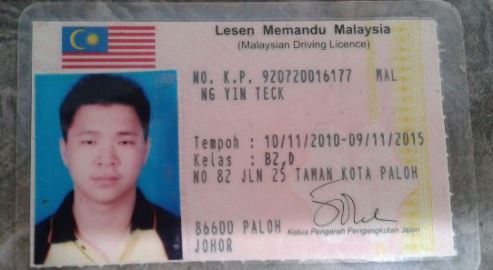 Lesen Memandu Malaysia
(Malaysian Driving Licence)
NO. K.P. 920720016177 MAL
NG YIN TECK
Tempoh : 10/11/2010-09/11/2015
Kelas : B2,D
NO 82 JLN 25 TAMAN KOTA PALOH
86600 PALOH
JOHOR
Ketua Pengarah Pengangkutan Jalan